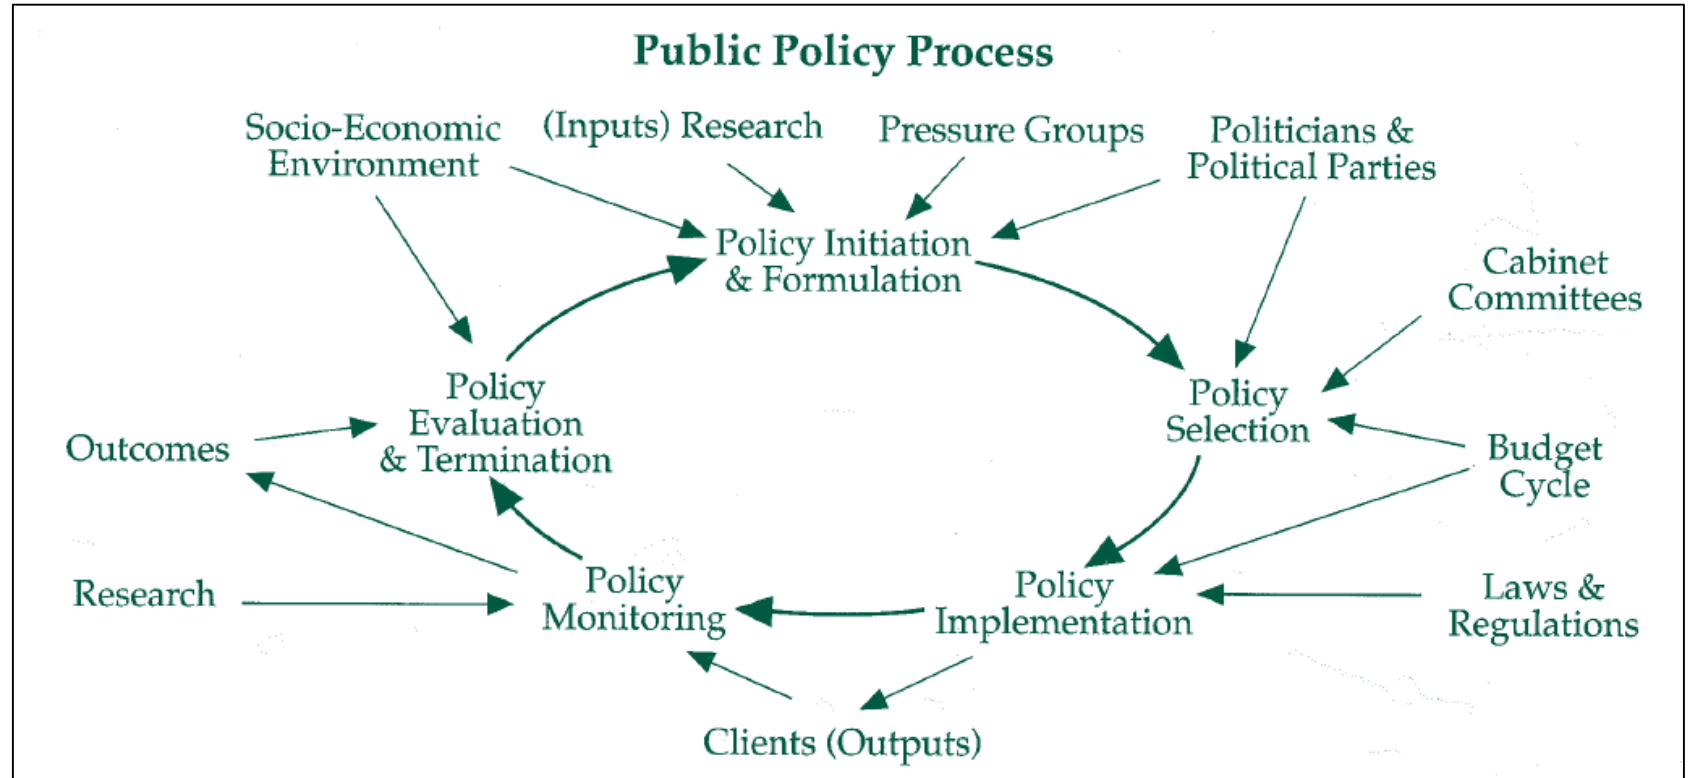 Public Policy Process
Socio-Economic
Environment
(Inputs) Research
Pressure Groups
Politicians &
Political Parties
Policy Initiation
& Formulation
Cabinet
Committees
Policy
Selection
Budget
Cycle
Policy
Evaluation
& Termination
Outcomes
Research
Policy
Monitoring
Policy
Implementation
Laws &
Regulations
Clients (Outputs)